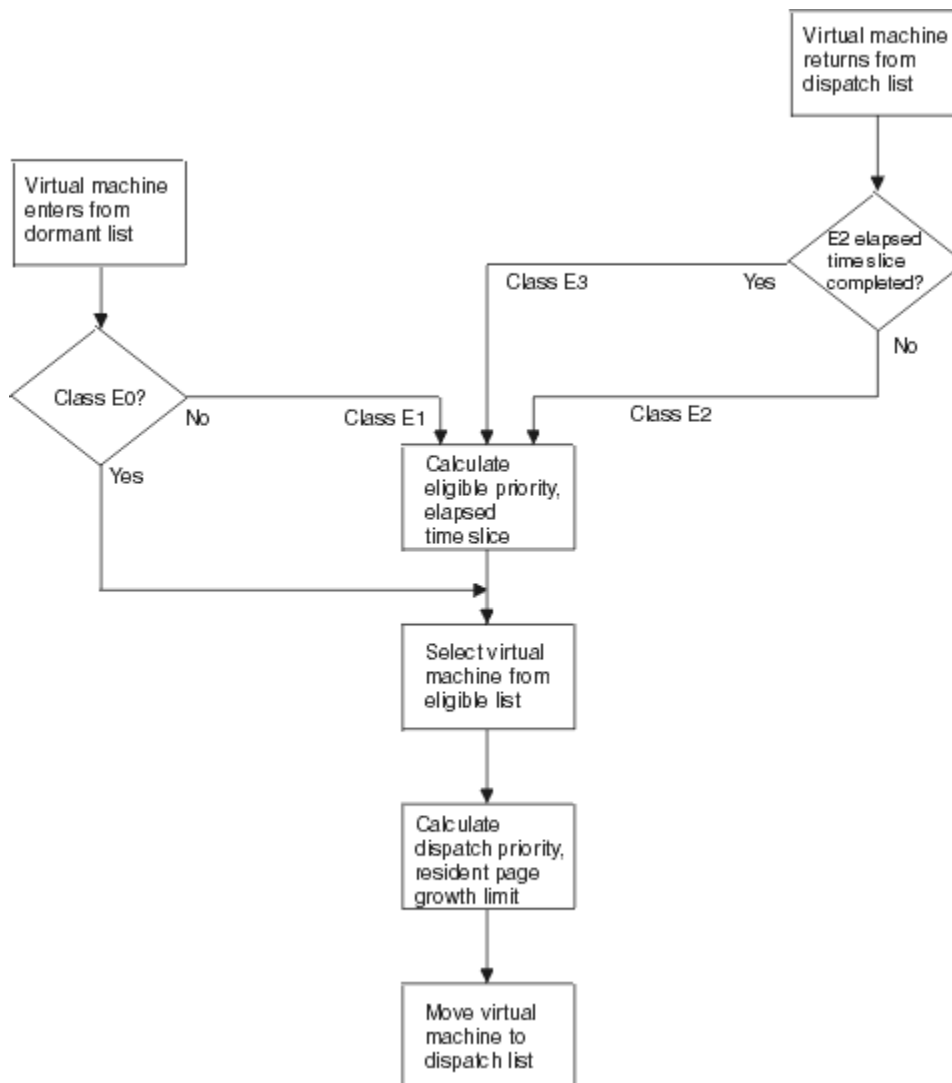 Virtual machine
returns from
dispatch list
Virtual machine
enters from
dormant list
E2 elapsed
time slice
completed?
Class E3
Yes
No
Class E0?
No
Class E1
Class E2
Yes
Calculate
eligible priority,
elapsed
time slice
Select virtual
machine from
eligible list
Calculate
dispatch priority,
resident page
growth limit
Move virtual
machine to
dispatch list